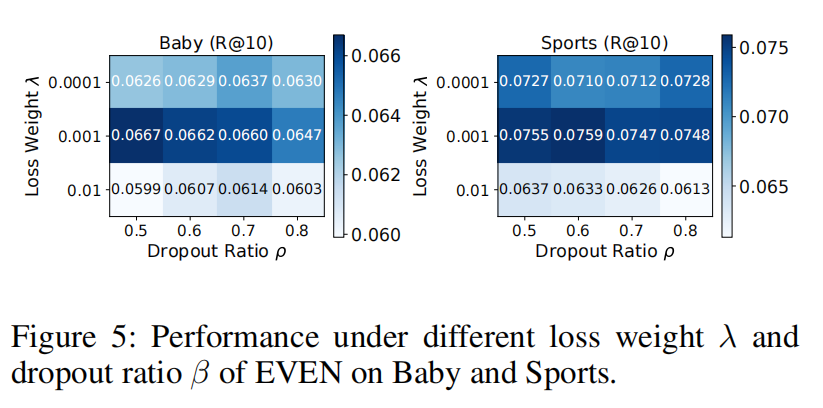 Baby (R@10)
Loss Weight λ
0.0001 0.0626 0.0629 0.0637 0.0630
0.001 0.0667 0.0662 0.0660 0.0647
0.01 0.0599 0.0607 0.0614 0.0603
0.5 0.6 0.7 0.8
Dropout Ratio ρ
0.066
0.064
0.062
0.060
Sports (R@10)
Loss Weight λ
0.0001 0.0727 0.0710 0.0712 0.0728
0.001 0.0755 0.0759 0.0747 0.0748
0.01 0.0637 0.0633 0.0626 0.0613
0.5 0.6 0.7 0.8
Dropout Ratio ρ
0.075
0.070
0.065
Figure 5: Performance under different loss weight λ and
dropout ratio β of EVEN on Baby and Sports.